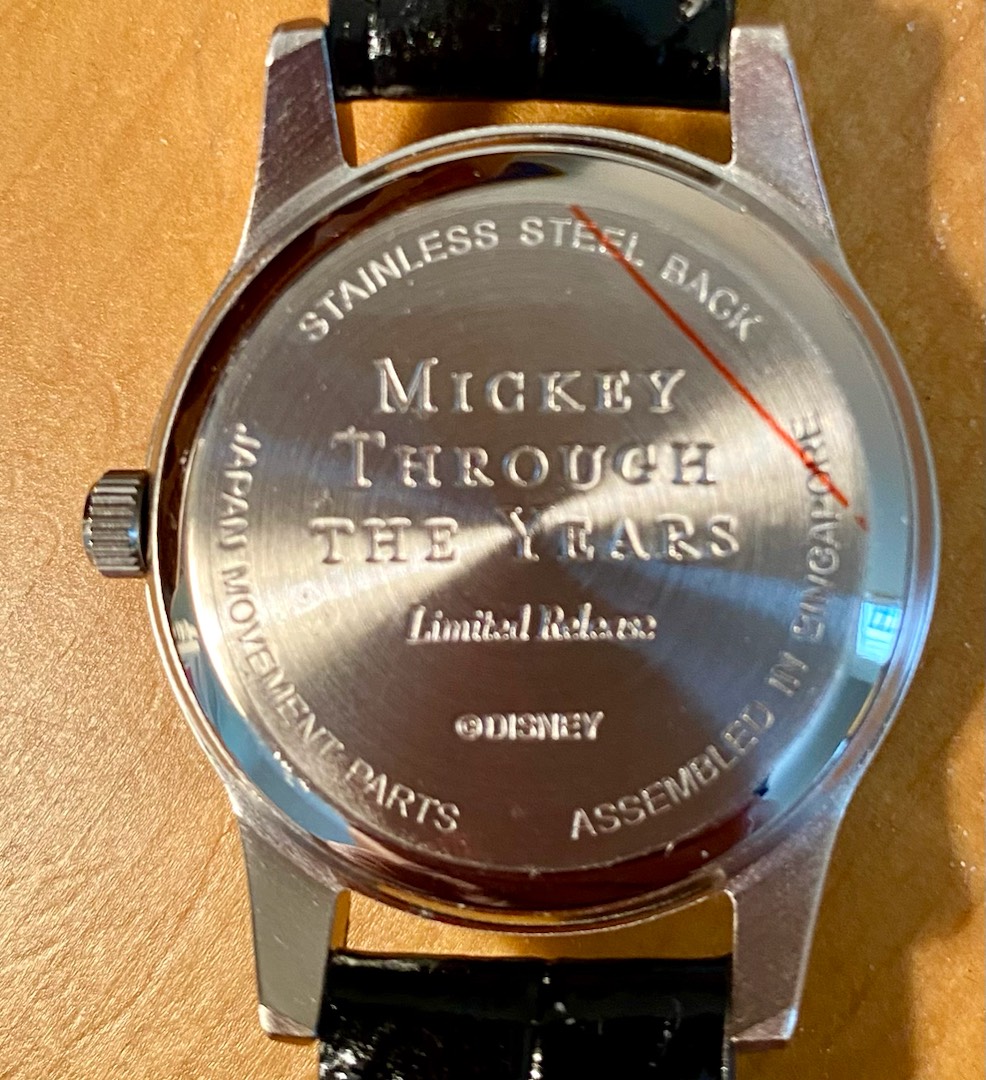 STAINLESS STEEL BACK
MICKEY
THROUGH
THE YEARS
Limited Release
©DISNEY
JAPAN MOVEMENT PARTS
ASSEMBLED IN SINGAPORE